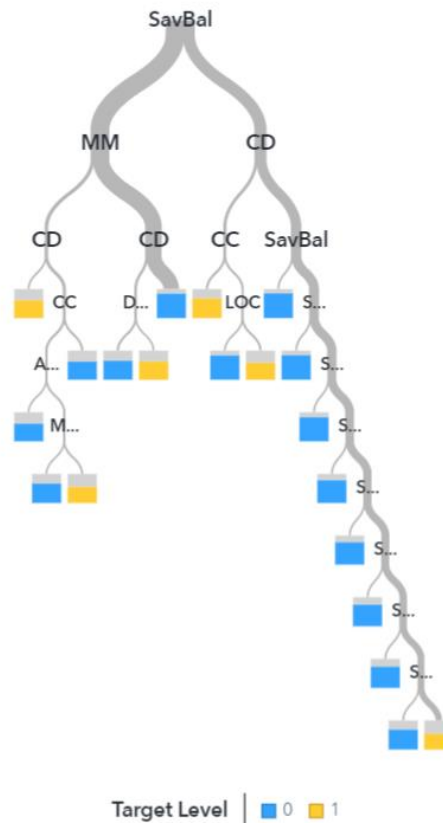 SavBal
MM CD
CD CD CC SavBal
CC D... LOC S...
A... S...
M... S...
S...
S...
S...
S...
Target Level 0 1